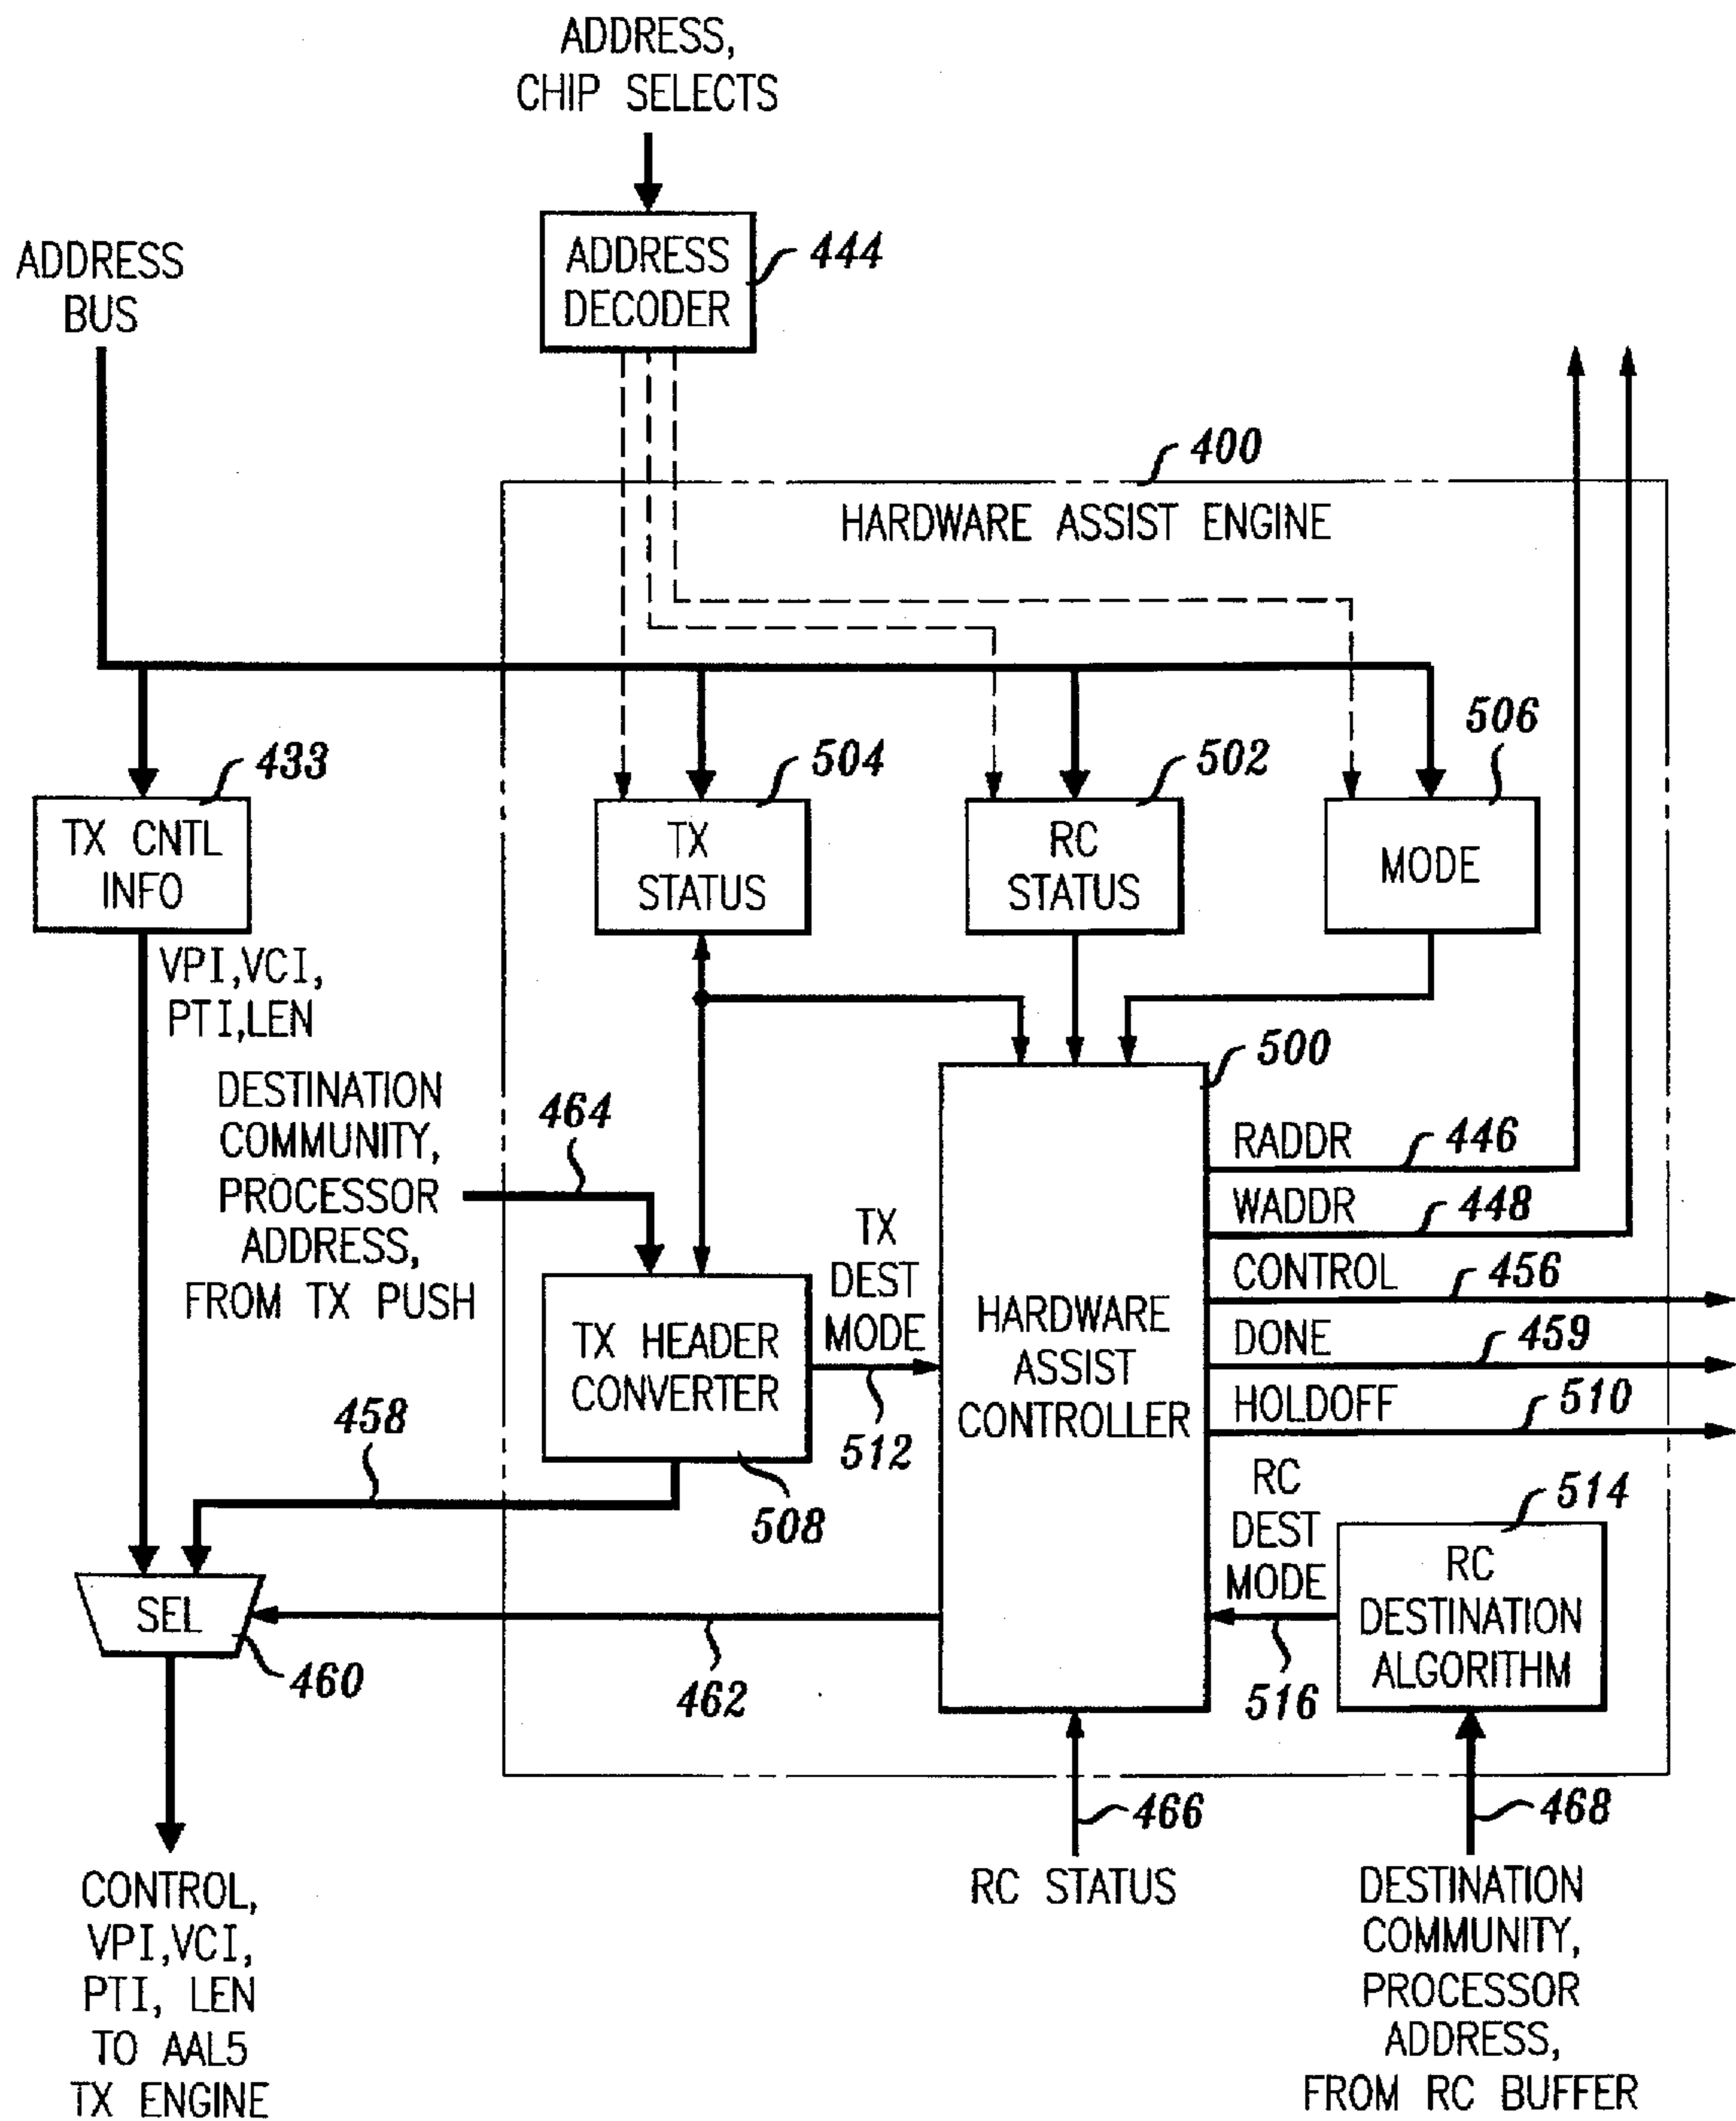 ADDRESS,
CHIP SELECTS
ADDRESS
DECODER
444
ADDRESS
BUS
400
HARDWARE ASSIST ENGINE
433
TX CNTL
INFO
504
TX
STATUS
502
RC
STATUS
506
MODE
VPI,VCI,
PTI,LEN
500
DESTINATION
COMMUNITY,
PROCESSOR
ADDRESS,
FROM TX PUSH
464
TX
DEST
MODE
TX HEADER
CONVERTER
512
508
458
HARDWARE
ASSIST
CONTROLLER
RADDR
446
WADDR
448
CONTROL
456
DONE
459
HOLDOFF
510
RC
DEST
MODE
514
RC
DESTINATION
ALGORITHM
516
SEL
460
462
466
RC STATUS
468
CONTROL,
VPI,VCI,
PTI, LEN
TO AAL5
TX ENGINE
DESTINATION
COMMUNITY,
PROCESSOR
ADDRESS,
FROM RC BUFFER